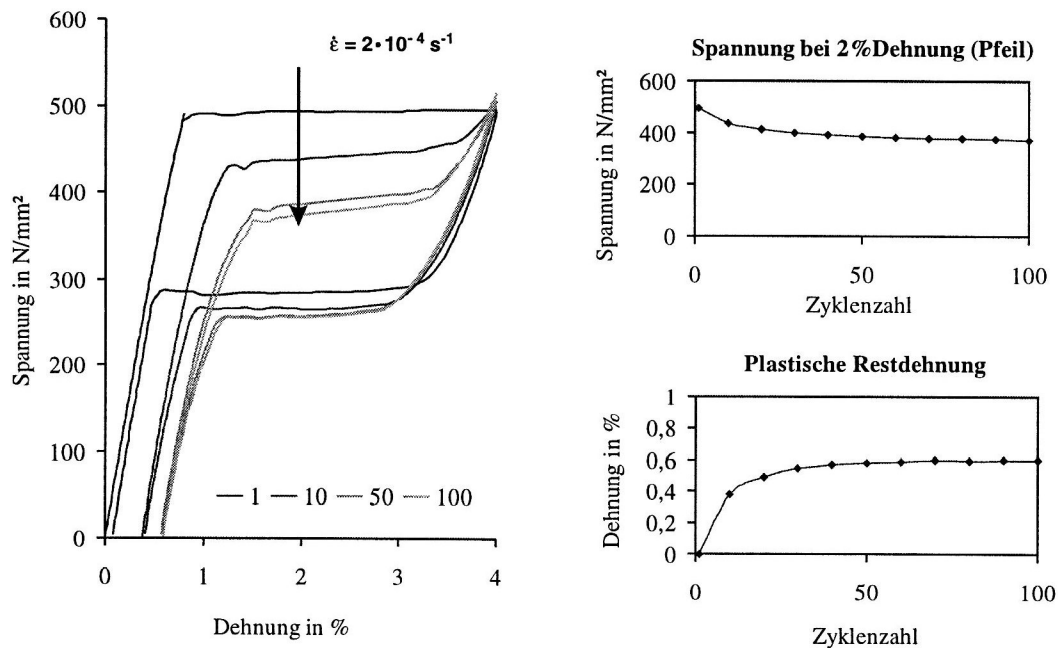 600
500
400
300
200
100
0
Spannung in N/mm²
ε̇ = 2•10⁻⁴ s⁻¹
1 10 50 100
0 1 2 3 4
Dehnung in %
Spannung bei 2%Dehnung (Pfeil)
600
400
200
0
Spannung in N/mm²
0 50 100
Zyklenzahl
Plastische Restdehnung
1
0,8
0,6
0,4
0,2
0
Dehnung in %
0 50 100
Zyklenzahl